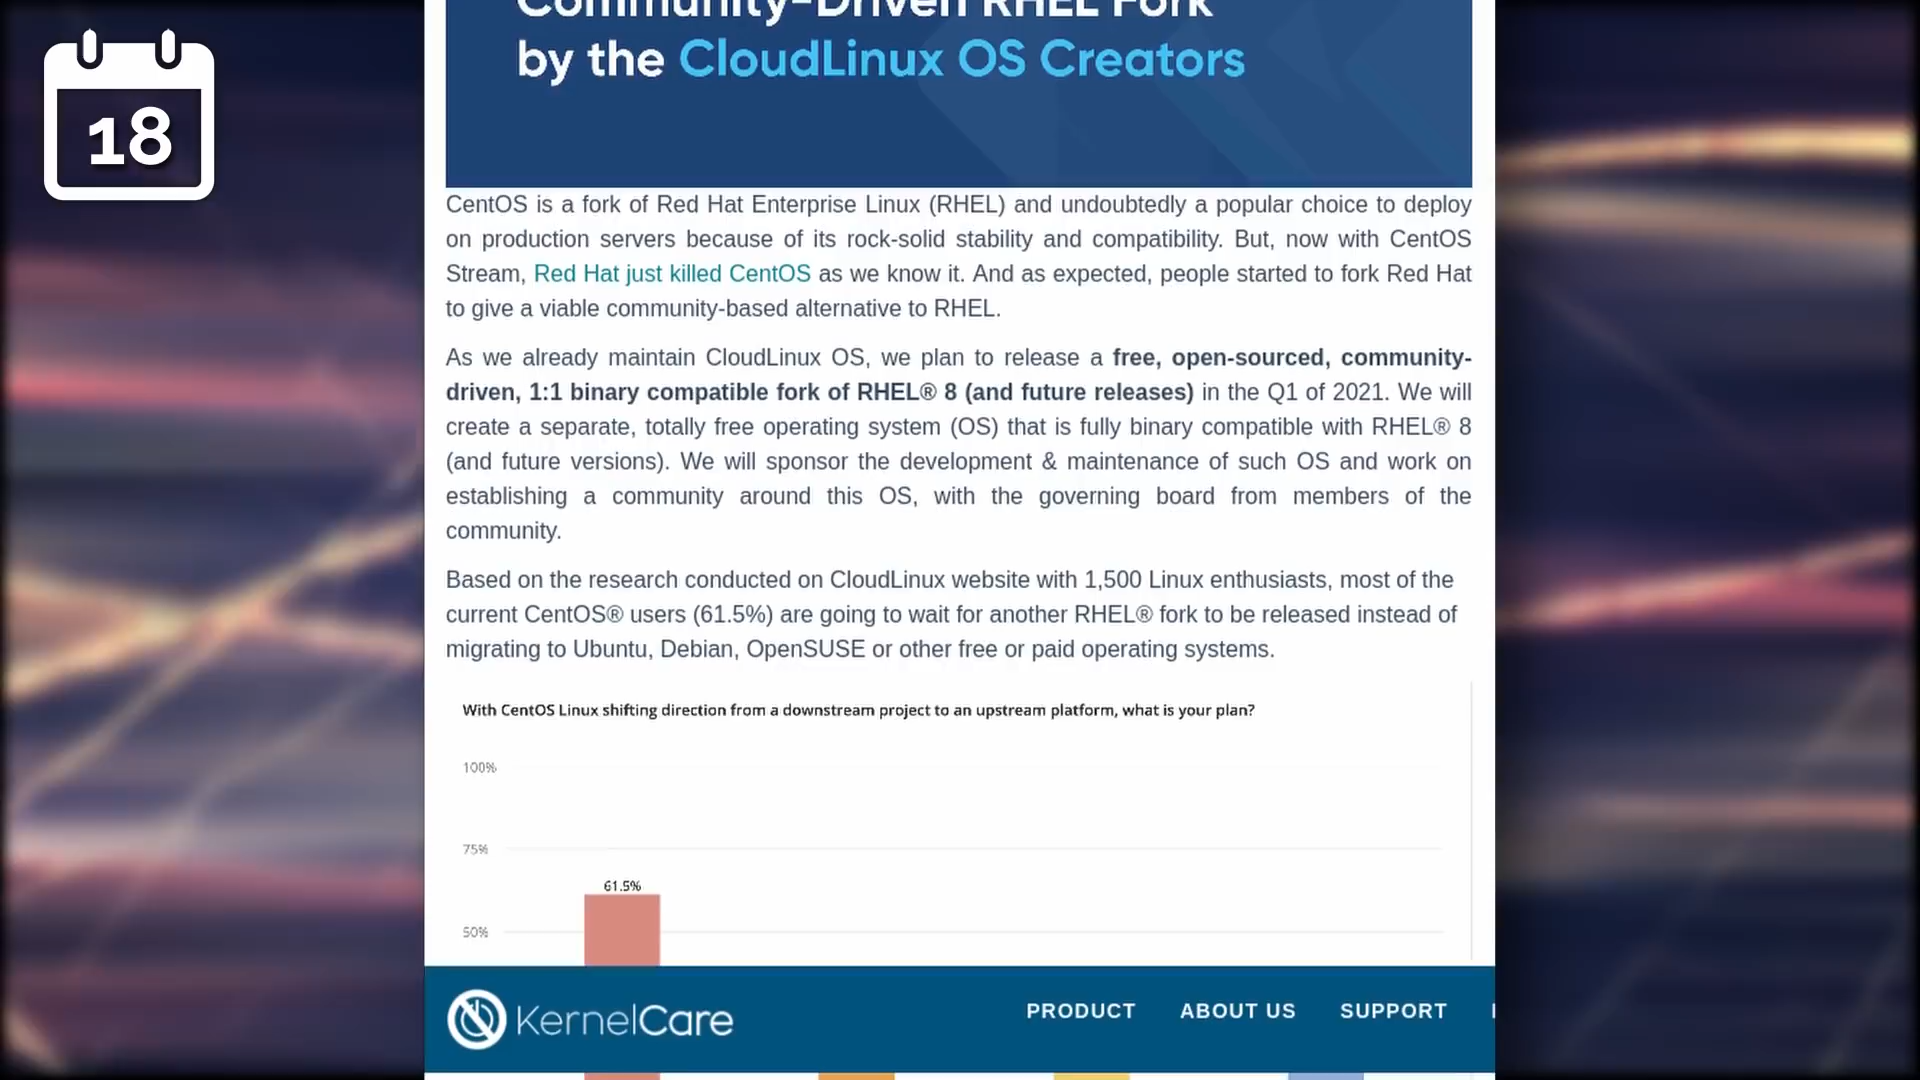 18
Community-Driven RHEL Fork
by the CloudLinux OS Creators
CentOS is a fork of Red Hat Enterprise Linux (RHEL) and undoubtedly a popular choice to deploy
on production servers because of its rock-solid stability and compatibility. But, now with CentOS
Stream, Red Hat just killed CentOS as we know it. And as expected, people started to fork Red Hat
to give a viable community-based alternative to RHEL.
As we already maintain CloudLinux OS, we plan to release a free, open-sourced, community-
driven, 1:1 binary compatible fork of RHEL® 8 (and future releases) in the Q1 of 2021. We will
create a separate, totally free operating system (OS) that is fully binary compatible with RHEL® 8
(and future versions). We will sponsor the development & maintenance of such OS and work on
establishing a community around this OS, with the governing board from members of the
community.
Based on the research conducted on CloudLinux website with 1,500 Linux enthusiasts, most of the
current CentOS® users (61.5%) are going to wait for another RHEL® fork to be released instead of
migrating to Ubuntu, Debian, OpenSUSE or other free or paid operating systems.
With CentOS Linux shifting direction from a downstream project to an upstream platform, what is your plan?
100%
75%
61.5%
50%
KernelCare PRODUCT ABOUT US SUPPORT